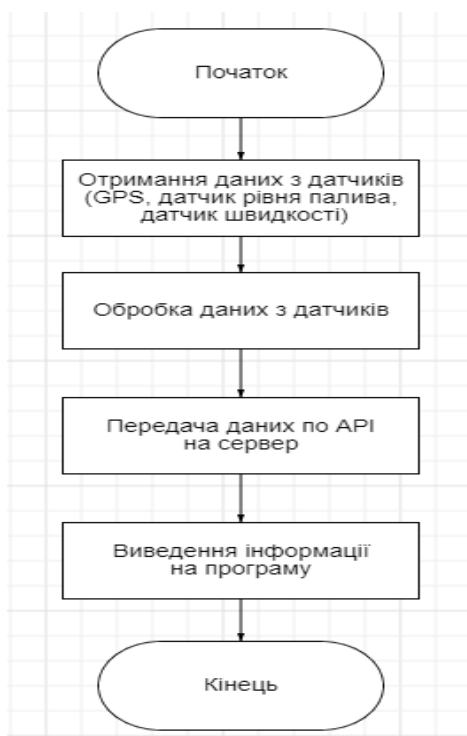 Початок
Отримання даних з датчиків
(GPS, датчик рівня палива,
датчик швидкості)
Обробка даних з датчиків
Передача даних по API
на сервер
Виведення інформації
на програму
Кінець